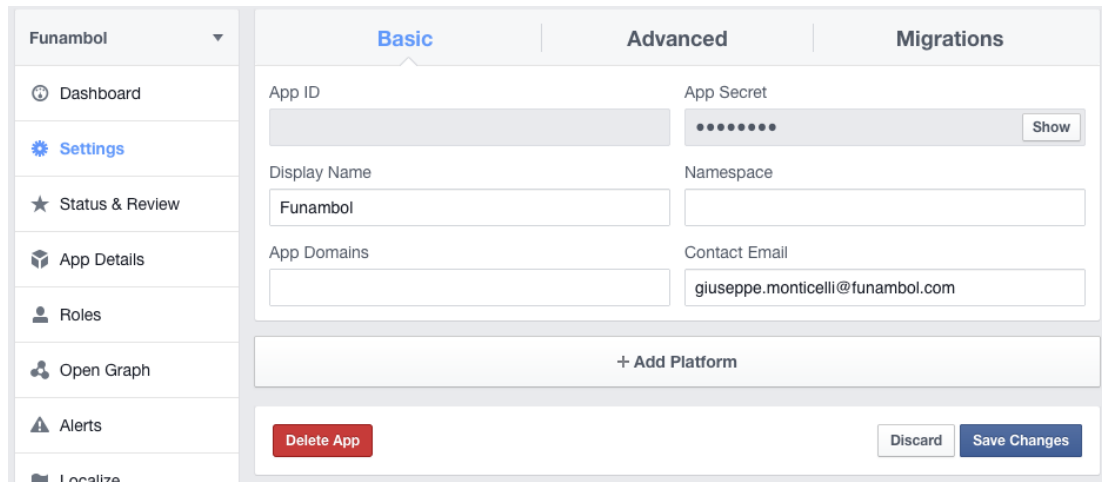 Funambol
Dashboard
Settings
Status & Review
App Details
Roles
Open Graph
Alerts
Localize
Basic Advanced Migrations
App ID App Secret
•••••••• Show
Display Name Namespace
Funambol
App Domains Contact Email
giuseppe.monticelli@funambol.com
+ Add Platform
Delete App Discard Save Changes